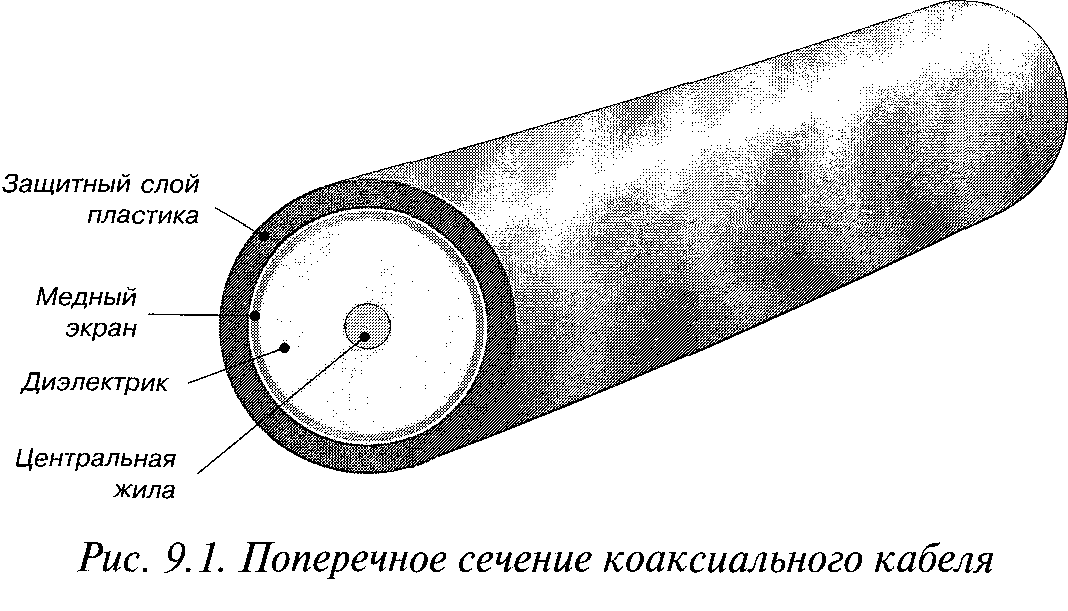 Защитный слой
пластика
Медный
экран
Диэлектрик
Центральная
жила
Рис. 9.1. Поперечное сечение коаксиального кабеля